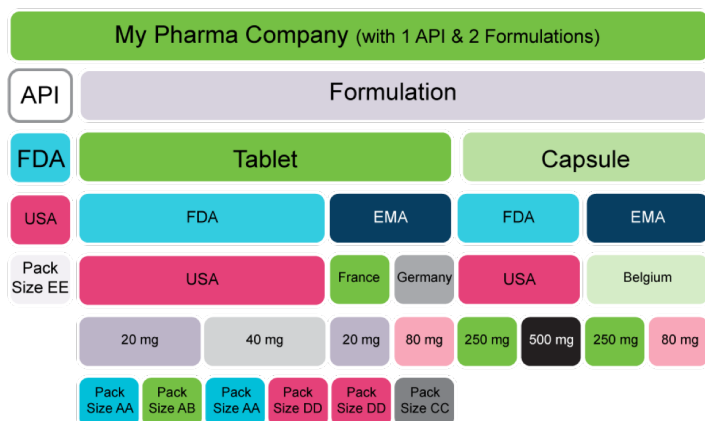 My Pharma Company (with 1 API & 2 Formulations)
API
Formulation
FDA
Tablet
Capsule
USA
FDA
EMA
FDA
EMA
Pack
Size EE
USA
France
Germany
USA
Belgium
20 mg
40 mg
20 mg
80 mg
250 mg
500 mg
250 mg
80 mg
Pack
Size AA
Pack
Size AB
Pack
Size AA
Pack
Size DD
Pack
Size DD
Pack
Size CC